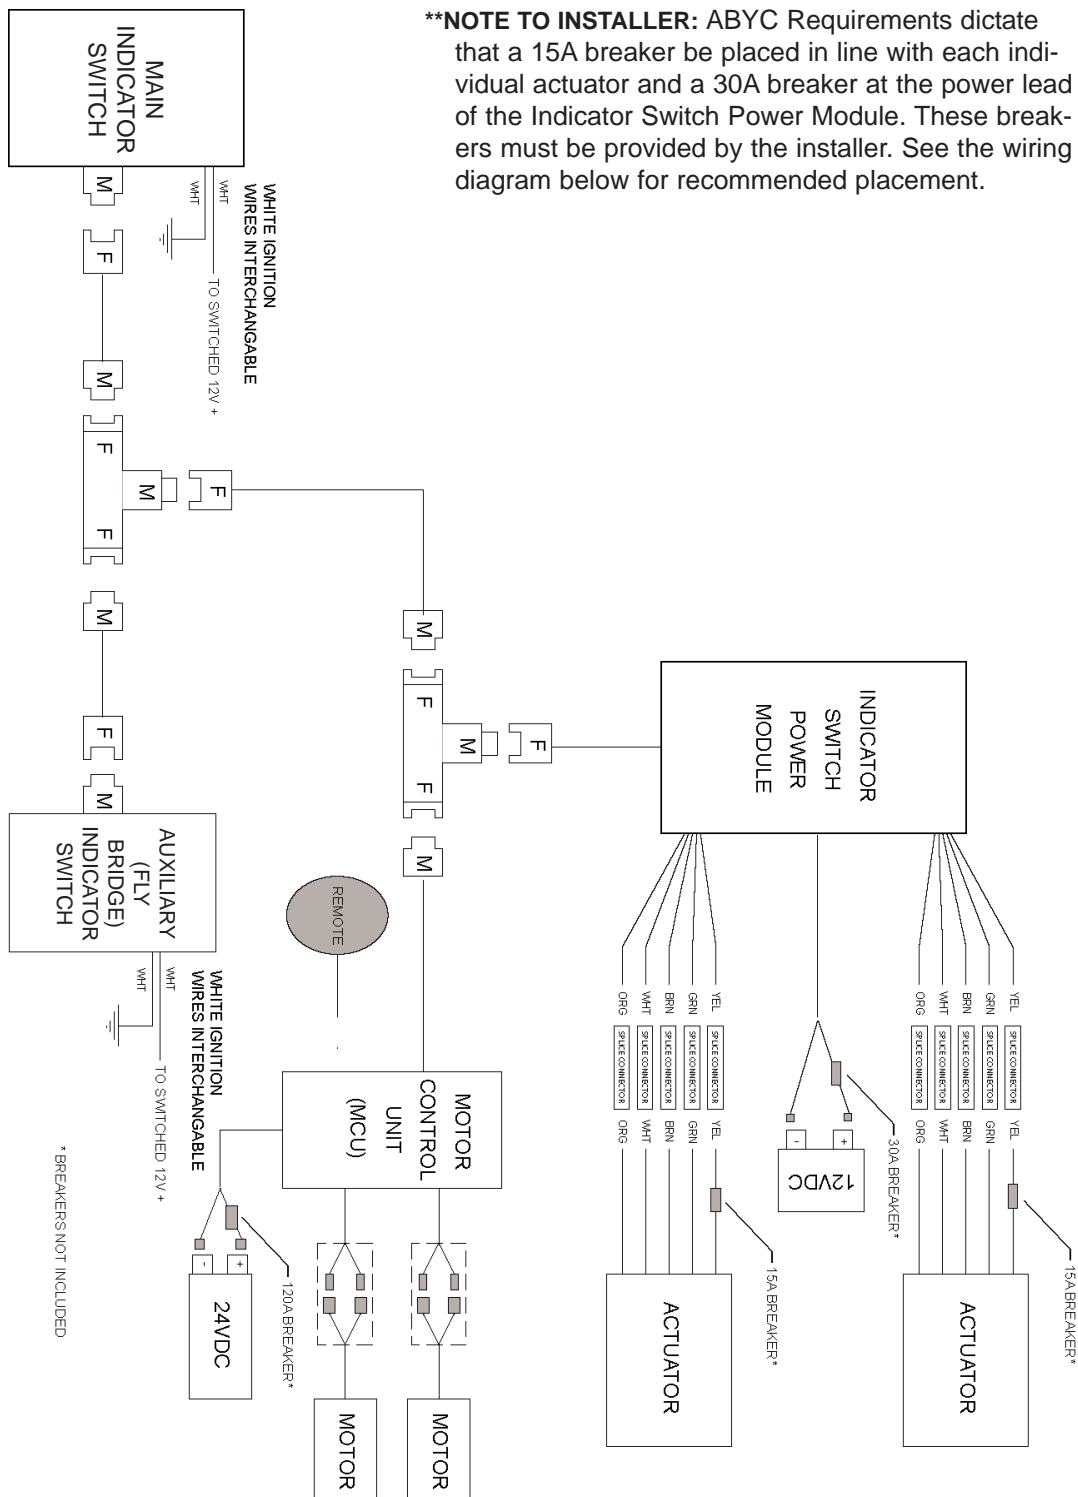 **NOTE TO INSTALLER: ABYC Requirements dictate
that a 15A breaker be placed in line with each indi-
vidual actuator and a 30A breaker at the power lead
of the Indicator Switch Power Module. These break-
ers must be provided by the installer. See the wiring
diagram below for recommended placement.
MAIN
INDICATOR
SWITCH
M
WHT
WHT
WHITE IGNITION
WIRES INTERCHANGABLE
TO SWITCHED 12V +
F
M
F
M
F
F
M
F
M
AUXILIARY
(FLY
BRIDGE)
INDICATOR
SWITCH
WHT
WHT
WHITE IGNITION
WIRES INTERCHANGABLE
TO SWITCHED 12V +
M
F
M
F
F
M
REMOTE
MOTOR
CONTROL
UNIT
(MCU)
INDICATOR
SWITCH
POWER
MODULE
ORG
WHT
BRN
GRN
YEL
SPLICE CONNECTOR
SPLICE CONNECTOR
SPLICE CONNECTOR
SPLICE CONNECTOR
SPLICE CONNECTOR
ORG
WHT
BRN
GRN
YEL
15A BREAKER*
ACTUATOR
-
+
12VDC
30A BREAKER*
ORG
WHT
BRN
GRN
YEL
SPLICE CONNECTOR
SPLICE CONNECTOR
SPLICE CONNECTOR
SPLICE CONNECTOR
SPLICE CONNECTOR
ORG
WHT
BRN
GRN
YEL
15A BREAKER*
ACTUATOR
-
+
24VDC
120A BREAKER*
MOTOR
MOTOR
* BREAKERS NOT INCLUDED